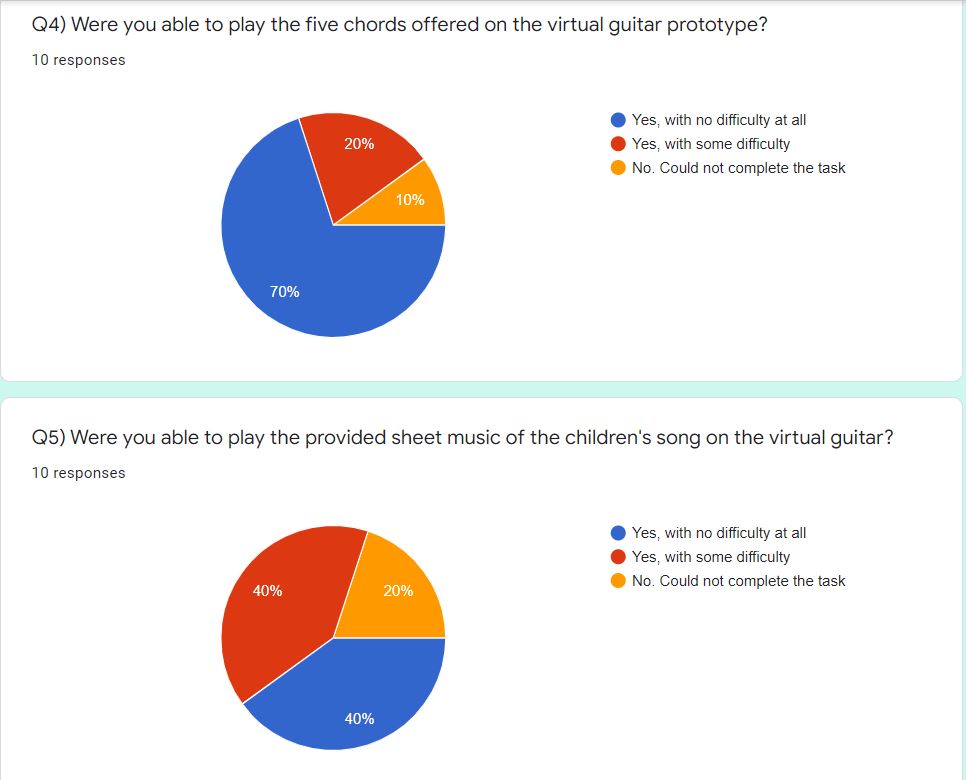 Q4) Were you able to play the five chords offered on the virtual guitar prototype?
10 responses
20%
10%
70%
Yes, with no difficulty at all
Yes, with some difficulty
No. Could not complete the task
Q5) Were you able to play the provided sheet music of the children's song on the virtual guitar?
10 responses
40%
20%
40%
Yes, with no difficulty at all
Yes, with some difficulty
No. Could not complete the task